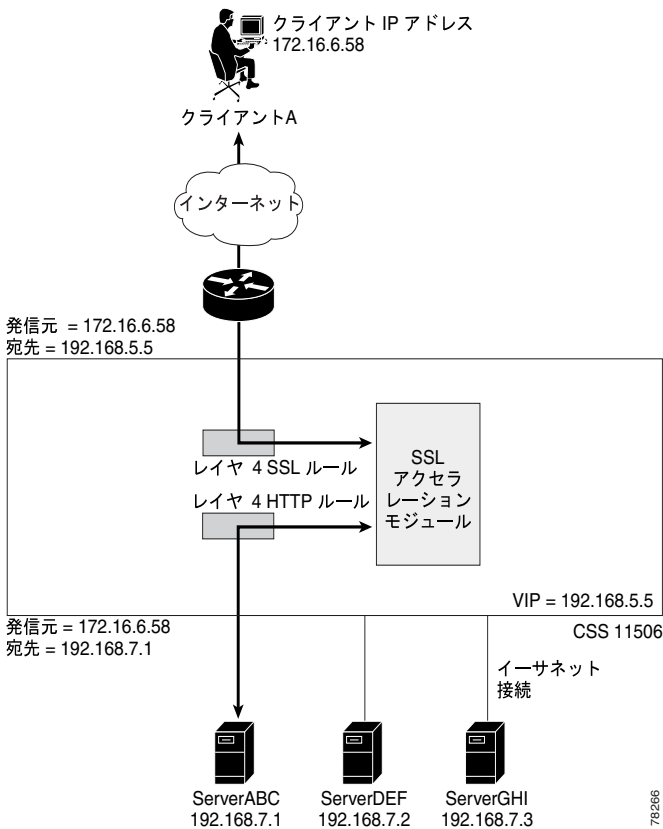 クライアント IP アドレス
172.16.6.58
クライアントA
インターネット
発信元 = 172.16.6.58
宛先 = 192.168.5.5
レイヤ 4 SSL ルール
レイヤ 4 HTTP ルール
SSL
アクセラ
レーション
モジュール
VIP = 192.168.5.5
発信元 = 172.16.6.58
宛先 = 192.168.7.1
CSS 11506
イーサネット
接続
ServerABC
192.168.7.1
ServerDEF
192.168.7.2
ServerGHI
192.168.7.3
78266